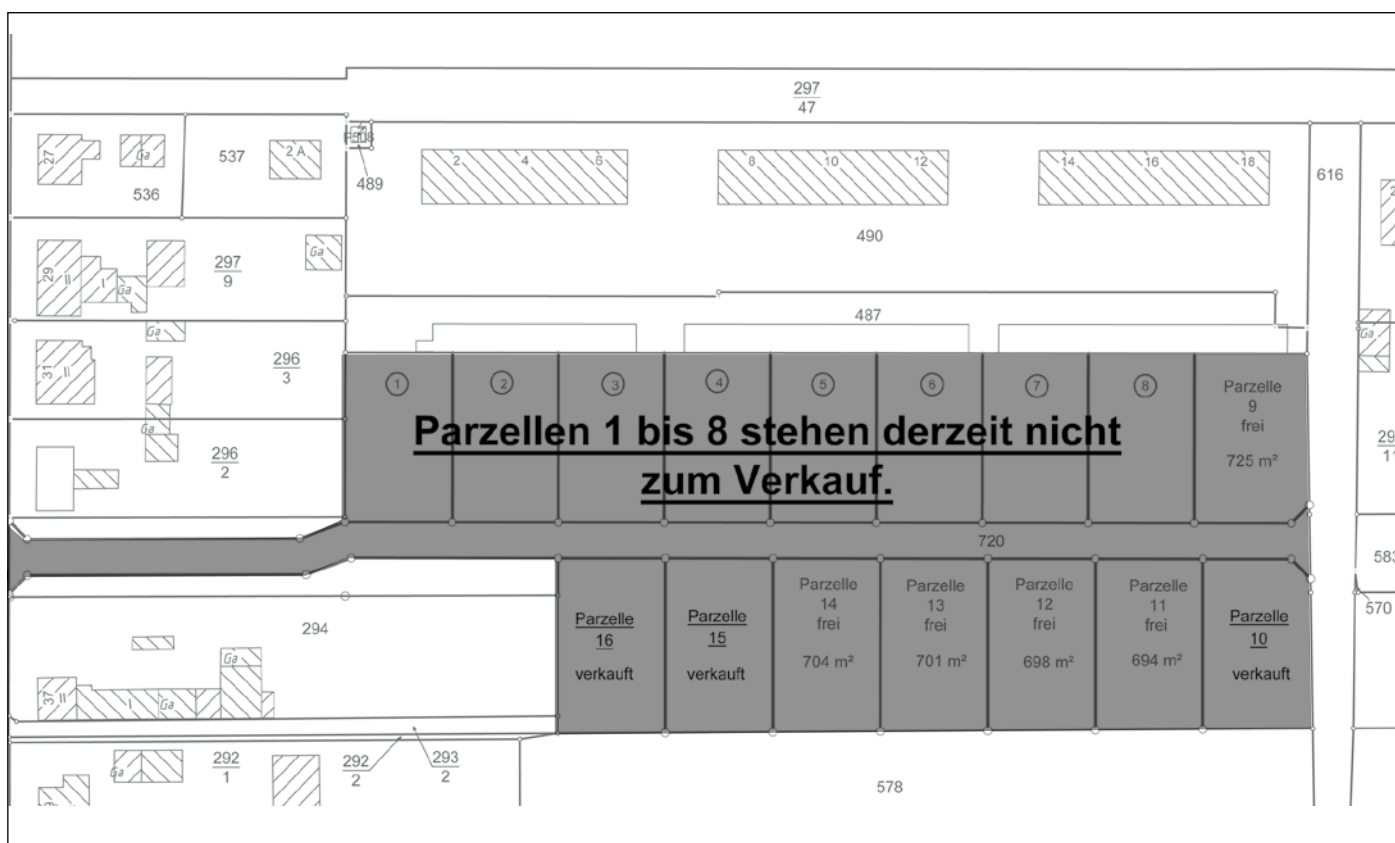 297
47
27
Ga
537
2 A
536
489
2 4 6
8 10 12
14 16 18
616
490
29
II
I
Ga
297
9
Ga
487
31
II
Ga
296
3
Ga
296
2
1
2
3
4
5
6
7
8
Parzelle
9
frei
725 m²
Parzellen 1 bis 8 stehen derzeit nicht
zum Verkauf.
Ga
720
583
570
294
Ga
37
II
I
Ga
Parzelle
16
verkauft
Parzelle
15
verkauft
Parzelle
14
frei
704 m²
Parzelle
13
frei
701 m²
Parzelle
12
frei
698 m²
Parzelle
11
frei
694 m²
Parzelle
10
verkauft
Ga
292
1
292
2
293
2
578